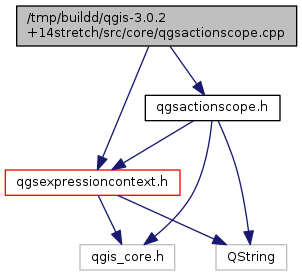 /tmp/buildd/qgis-3.0.2
+14stretch/src/core/qgsactionscope.cpp
qgsactionscope.h
qgsexpressioncontext.h
qgis_core.h
QString